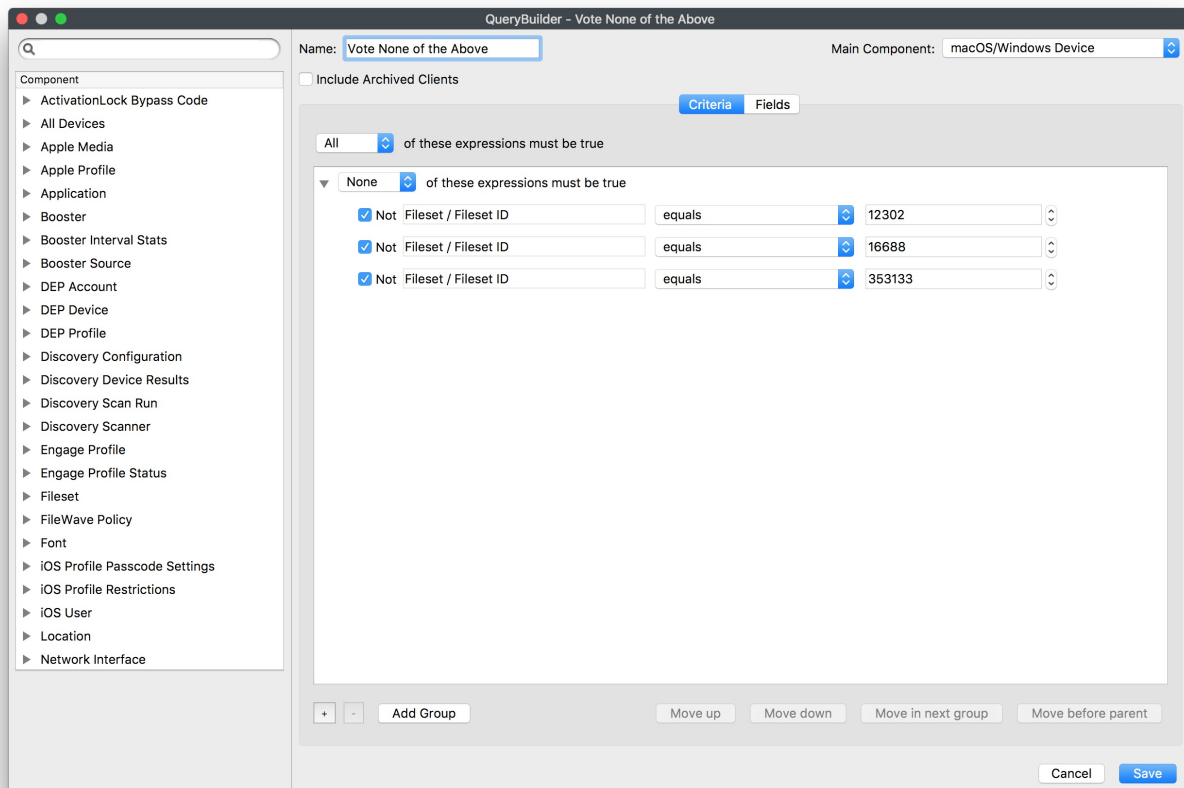 QueryBuilder - Vote None of the Above
Name: Vote None of the Above Main Component: macOS/Windows Device
Include Archived Clients
Criteria Fields
All of these expressions must be true
None of these expressions must be true
Not Fileset / Fileset ID equals 12302
Not Fileset / Fileset ID equals 16688
Not Fileset / Fileset ID equals 353133
Component
ActivationLock Bypass Code
All Devices
Apple Media
Apple Profile
Application
Booster
Booster Interval Stats
Booster Source
DEP Account
DEP Device
DEP Profile
Discovery Configuration
Discovery Device Results
Discovery Scan Run
Discovery Scanner
Engage Profile
Engage Profile Status
Fileset
FileWave Policy
Font
iOS Profile Passcode Settings
iOS Profile Restrictions
iOS User
Location
Network Interface
+ - Add Group Move up Move down Move in next group Move before parent
Cancel Save